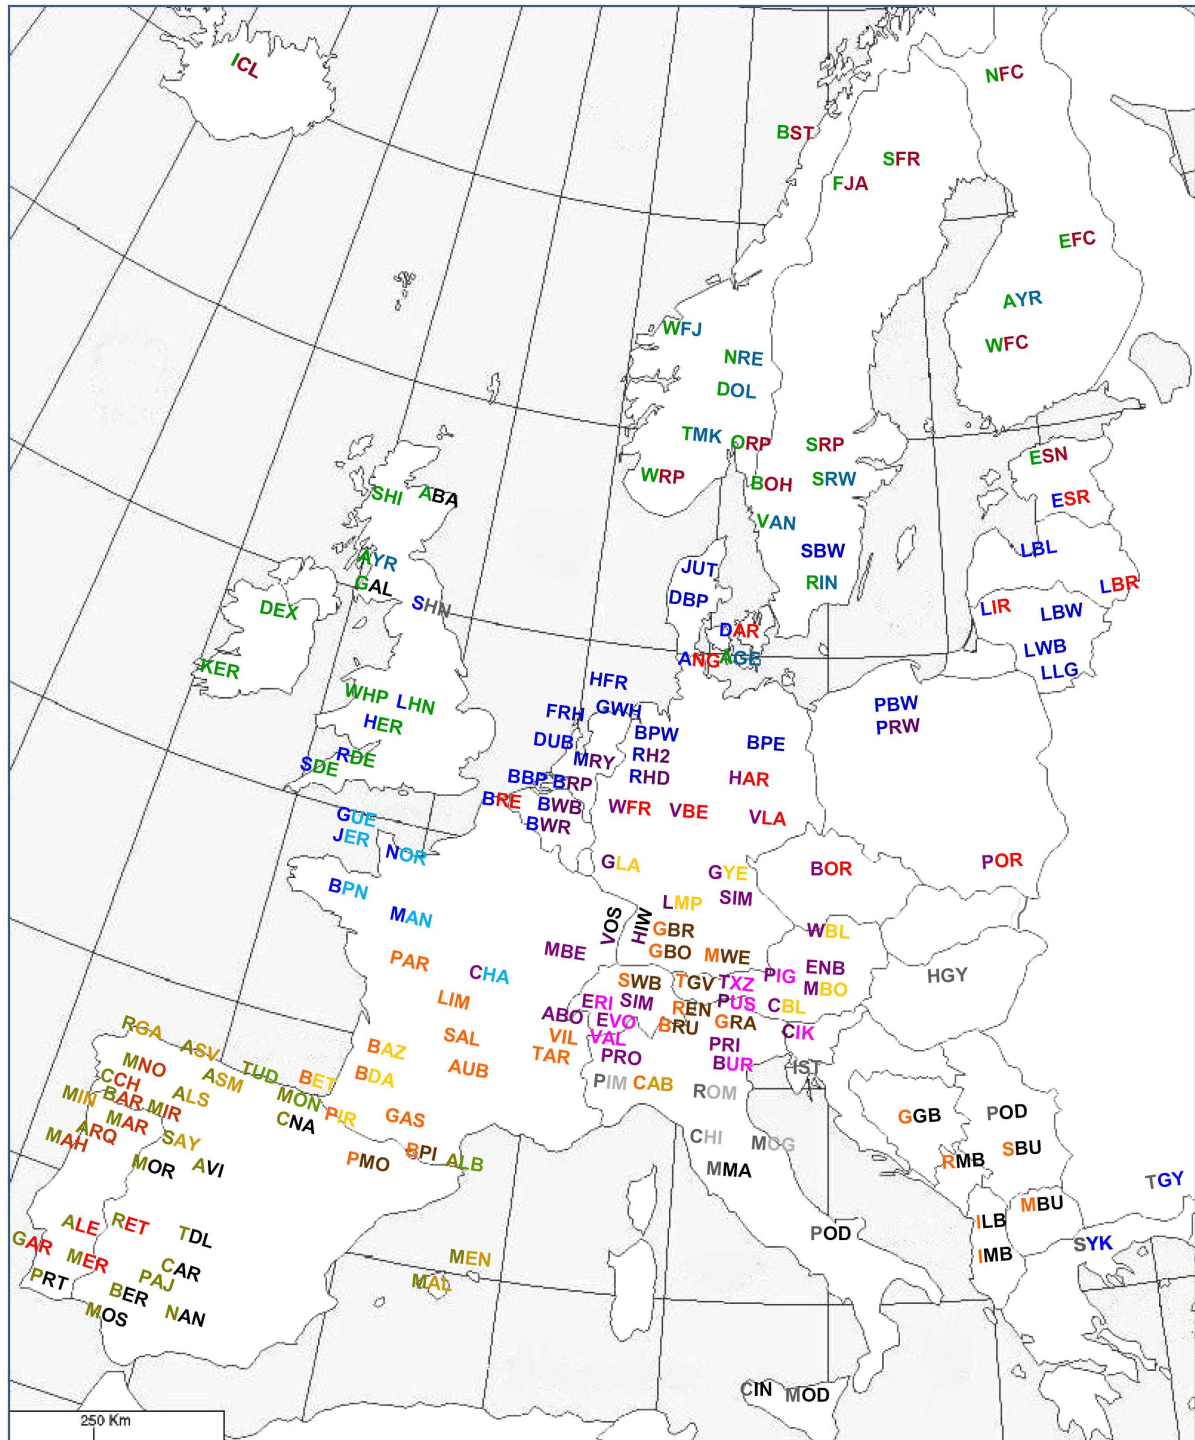 ICL
NFC
BST
SFR
FJA
EFC
AYR
WFC
WFJ
NRE
DOL
TMK
ORP
SRP
WRP
BOH
SRW
VAN
SBW
RIN
ESN
ESR
LBL
LBR
LIR
LBW
LWB
LLG
SHI
ABA
AYR
GAL
SHN
DEX
KER
WHP
LHN
HER
RDE
SDE
JUT
DBP
DAR
ANG
AGE
HFR
GWH
FRH
BPW
DUB
MRY
RH2
RHD
BPE
HAR
PBW
PRW
BBP
BRP
BRE
BWB
BWR
WFR
VBE
VLA
GUE
JER
NOR
BPN
MAN
GLA
GYE
SIM
LMP
BOR
POR
VOS
HIW
GBR
GBO
MWE
WBL
PAR
CHA
MBE
LIM
SWB
TGV
TXZ
PIG
ENB
MBO
HGY
ERI
SIM
REN
PUS
CBL
ABO
EVO
BRU
GRA
CIK
SAL
VIL
VAL
PRI
TAR
PRO
BUR
IST
AUB
PIM
CAB
ROM
RGA
ASV
BAZ
MNO
ASM
TUD
BET
BDA
CCH
ALS
MON
MIN
BAR
MIR
CNA
PIR
GAS
MAR
ARQ
SAY
MAH
MOR
AVI
PMO
BPI
ALB
CHI
MOG
MMA
GGB
POD
SBU
RMB
TGY
ALE
RET
TDL
POD
ILB
MBU
GAR
MER
CAR
MEN
IMB
SYK
PRT
PAJ
MAL
BER
MOS
NAN
CIN
MOD
250 Km